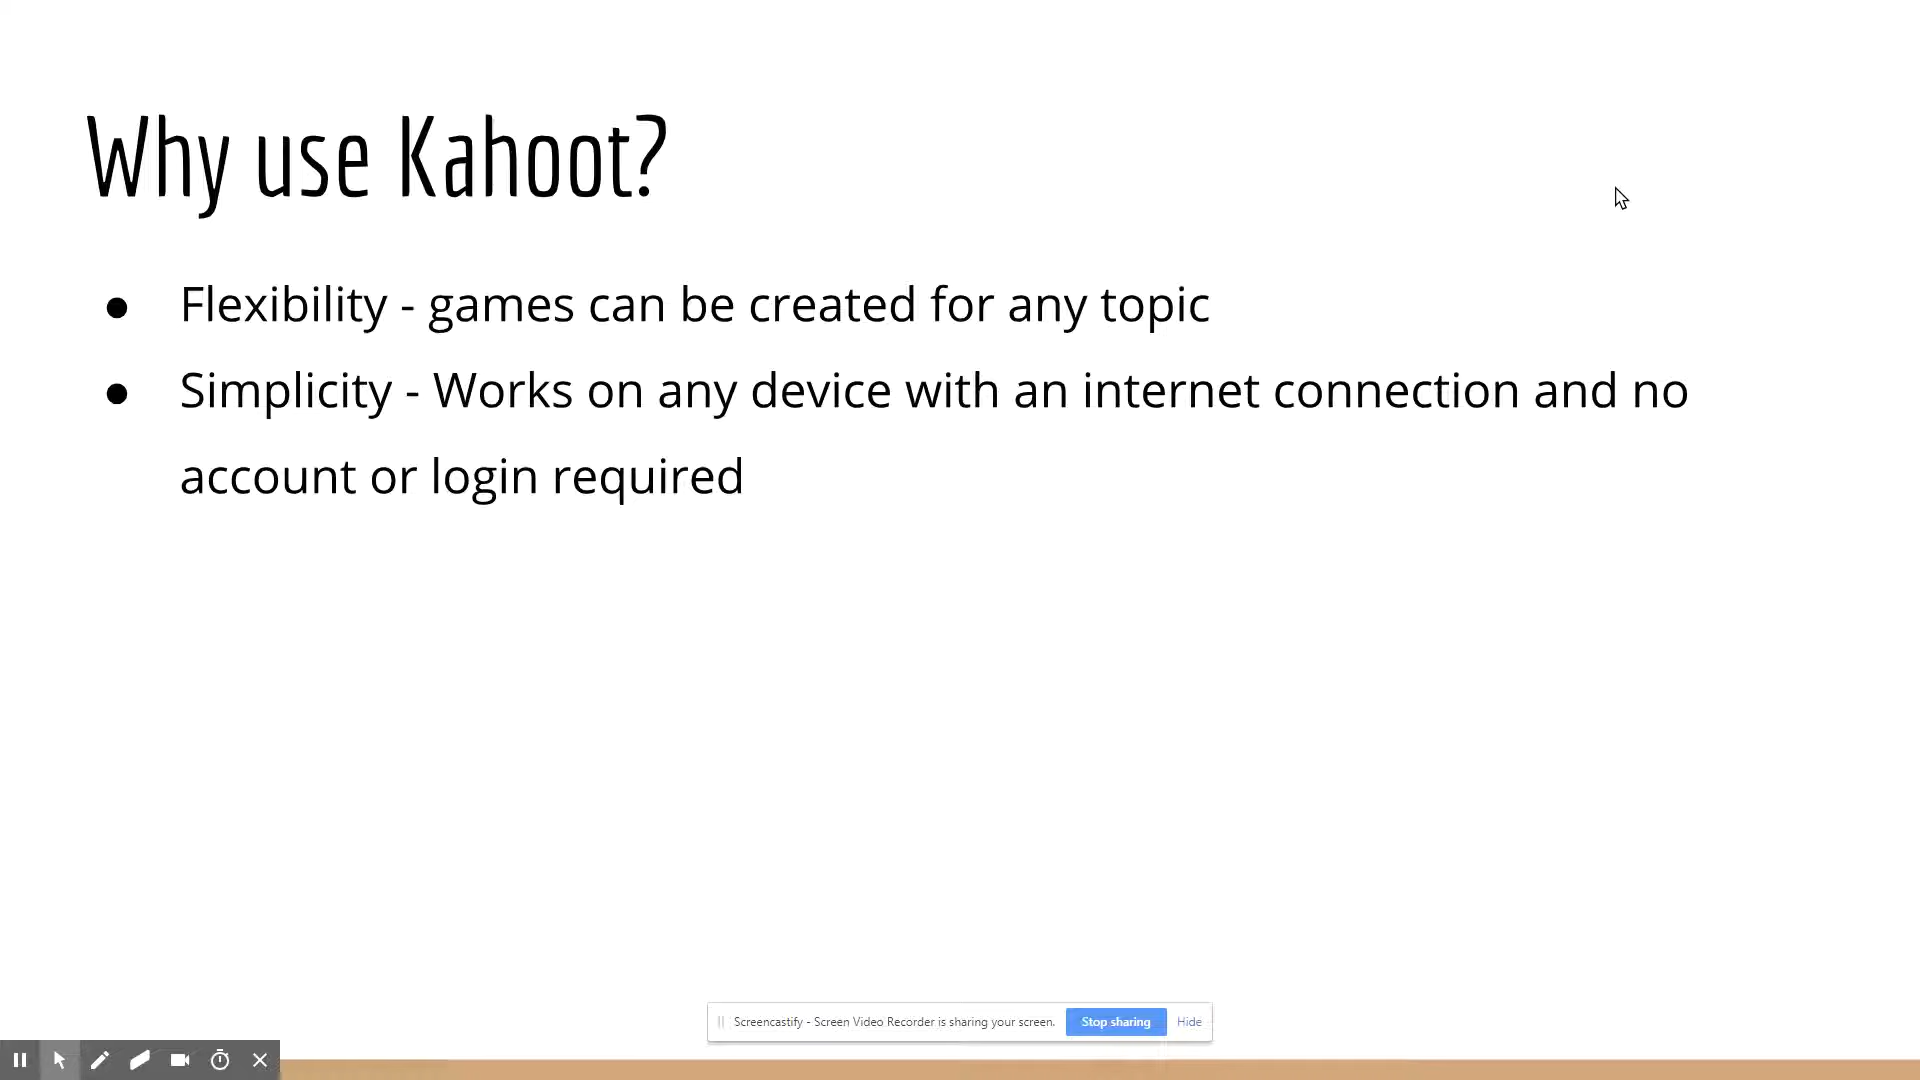 Why use Kahoot?
● Flexibility - games can be created for any topic
● Simplicity - Works on any device with an internet connection and no
account or login required
Screencastify - Screen Video Recorder is sharing your screen. Stop sharing Hide